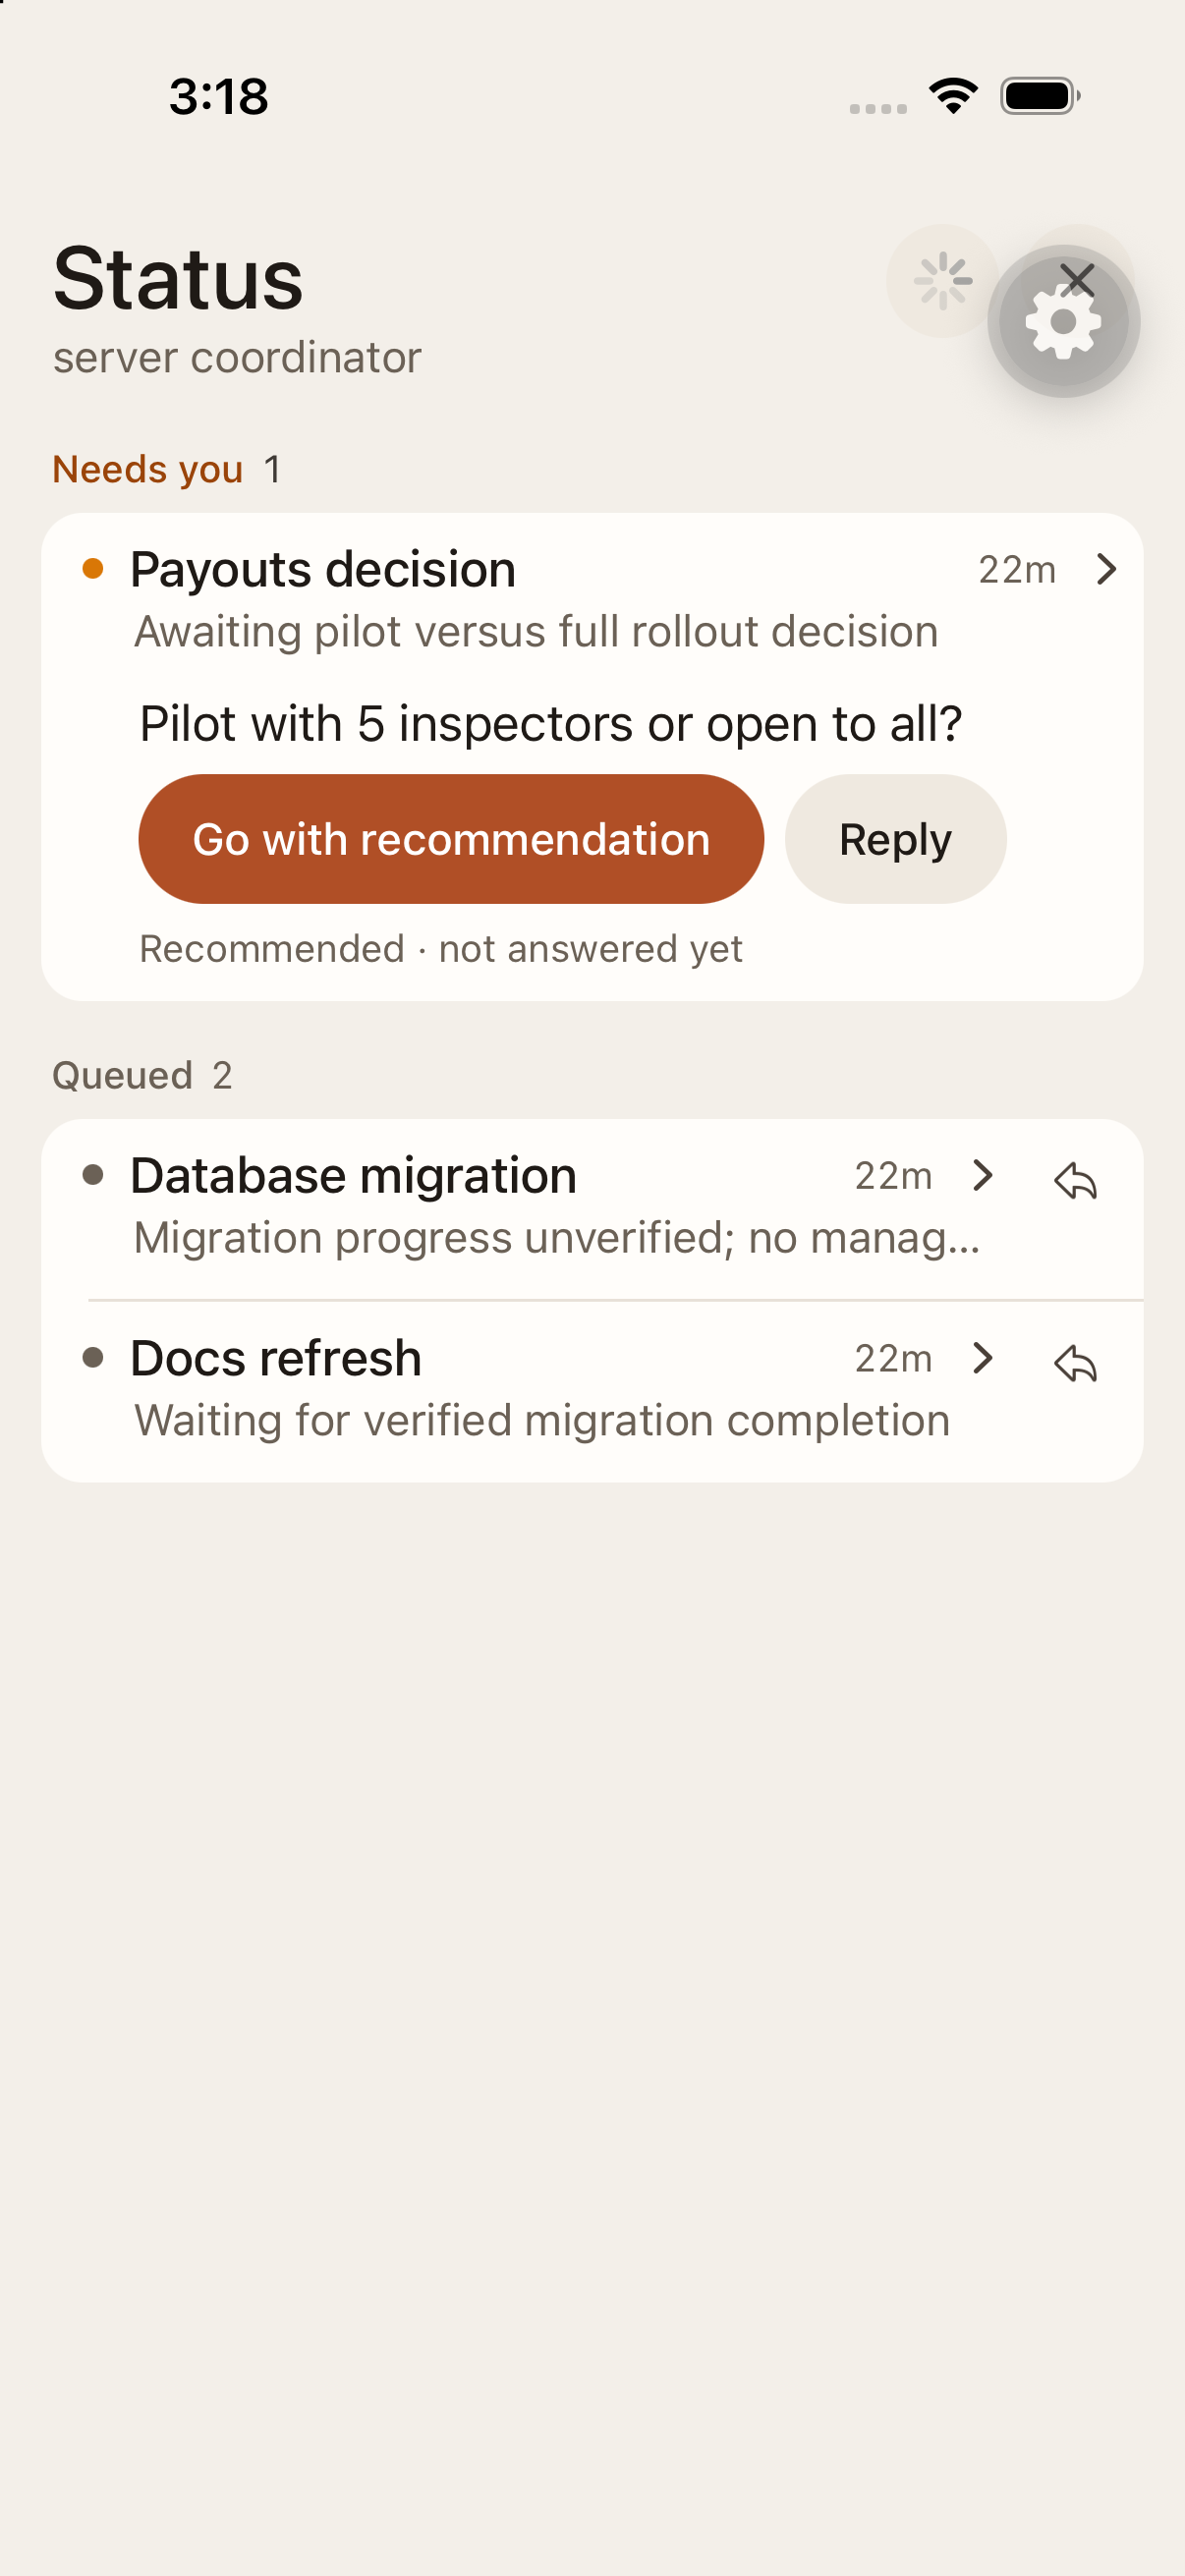 3:18
Status
server coordinator
Needs you 1
Payouts decision 22m
Awaiting pilot versus full rollout decision
Pilot with 5 inspectors or open to all?
Go with recommendation Reply
Recommended · not answered yet
Queued 2
Database migration 22m
Migration progress unverified; no manag...
Docs refresh 22m
Waiting for verified migration completion